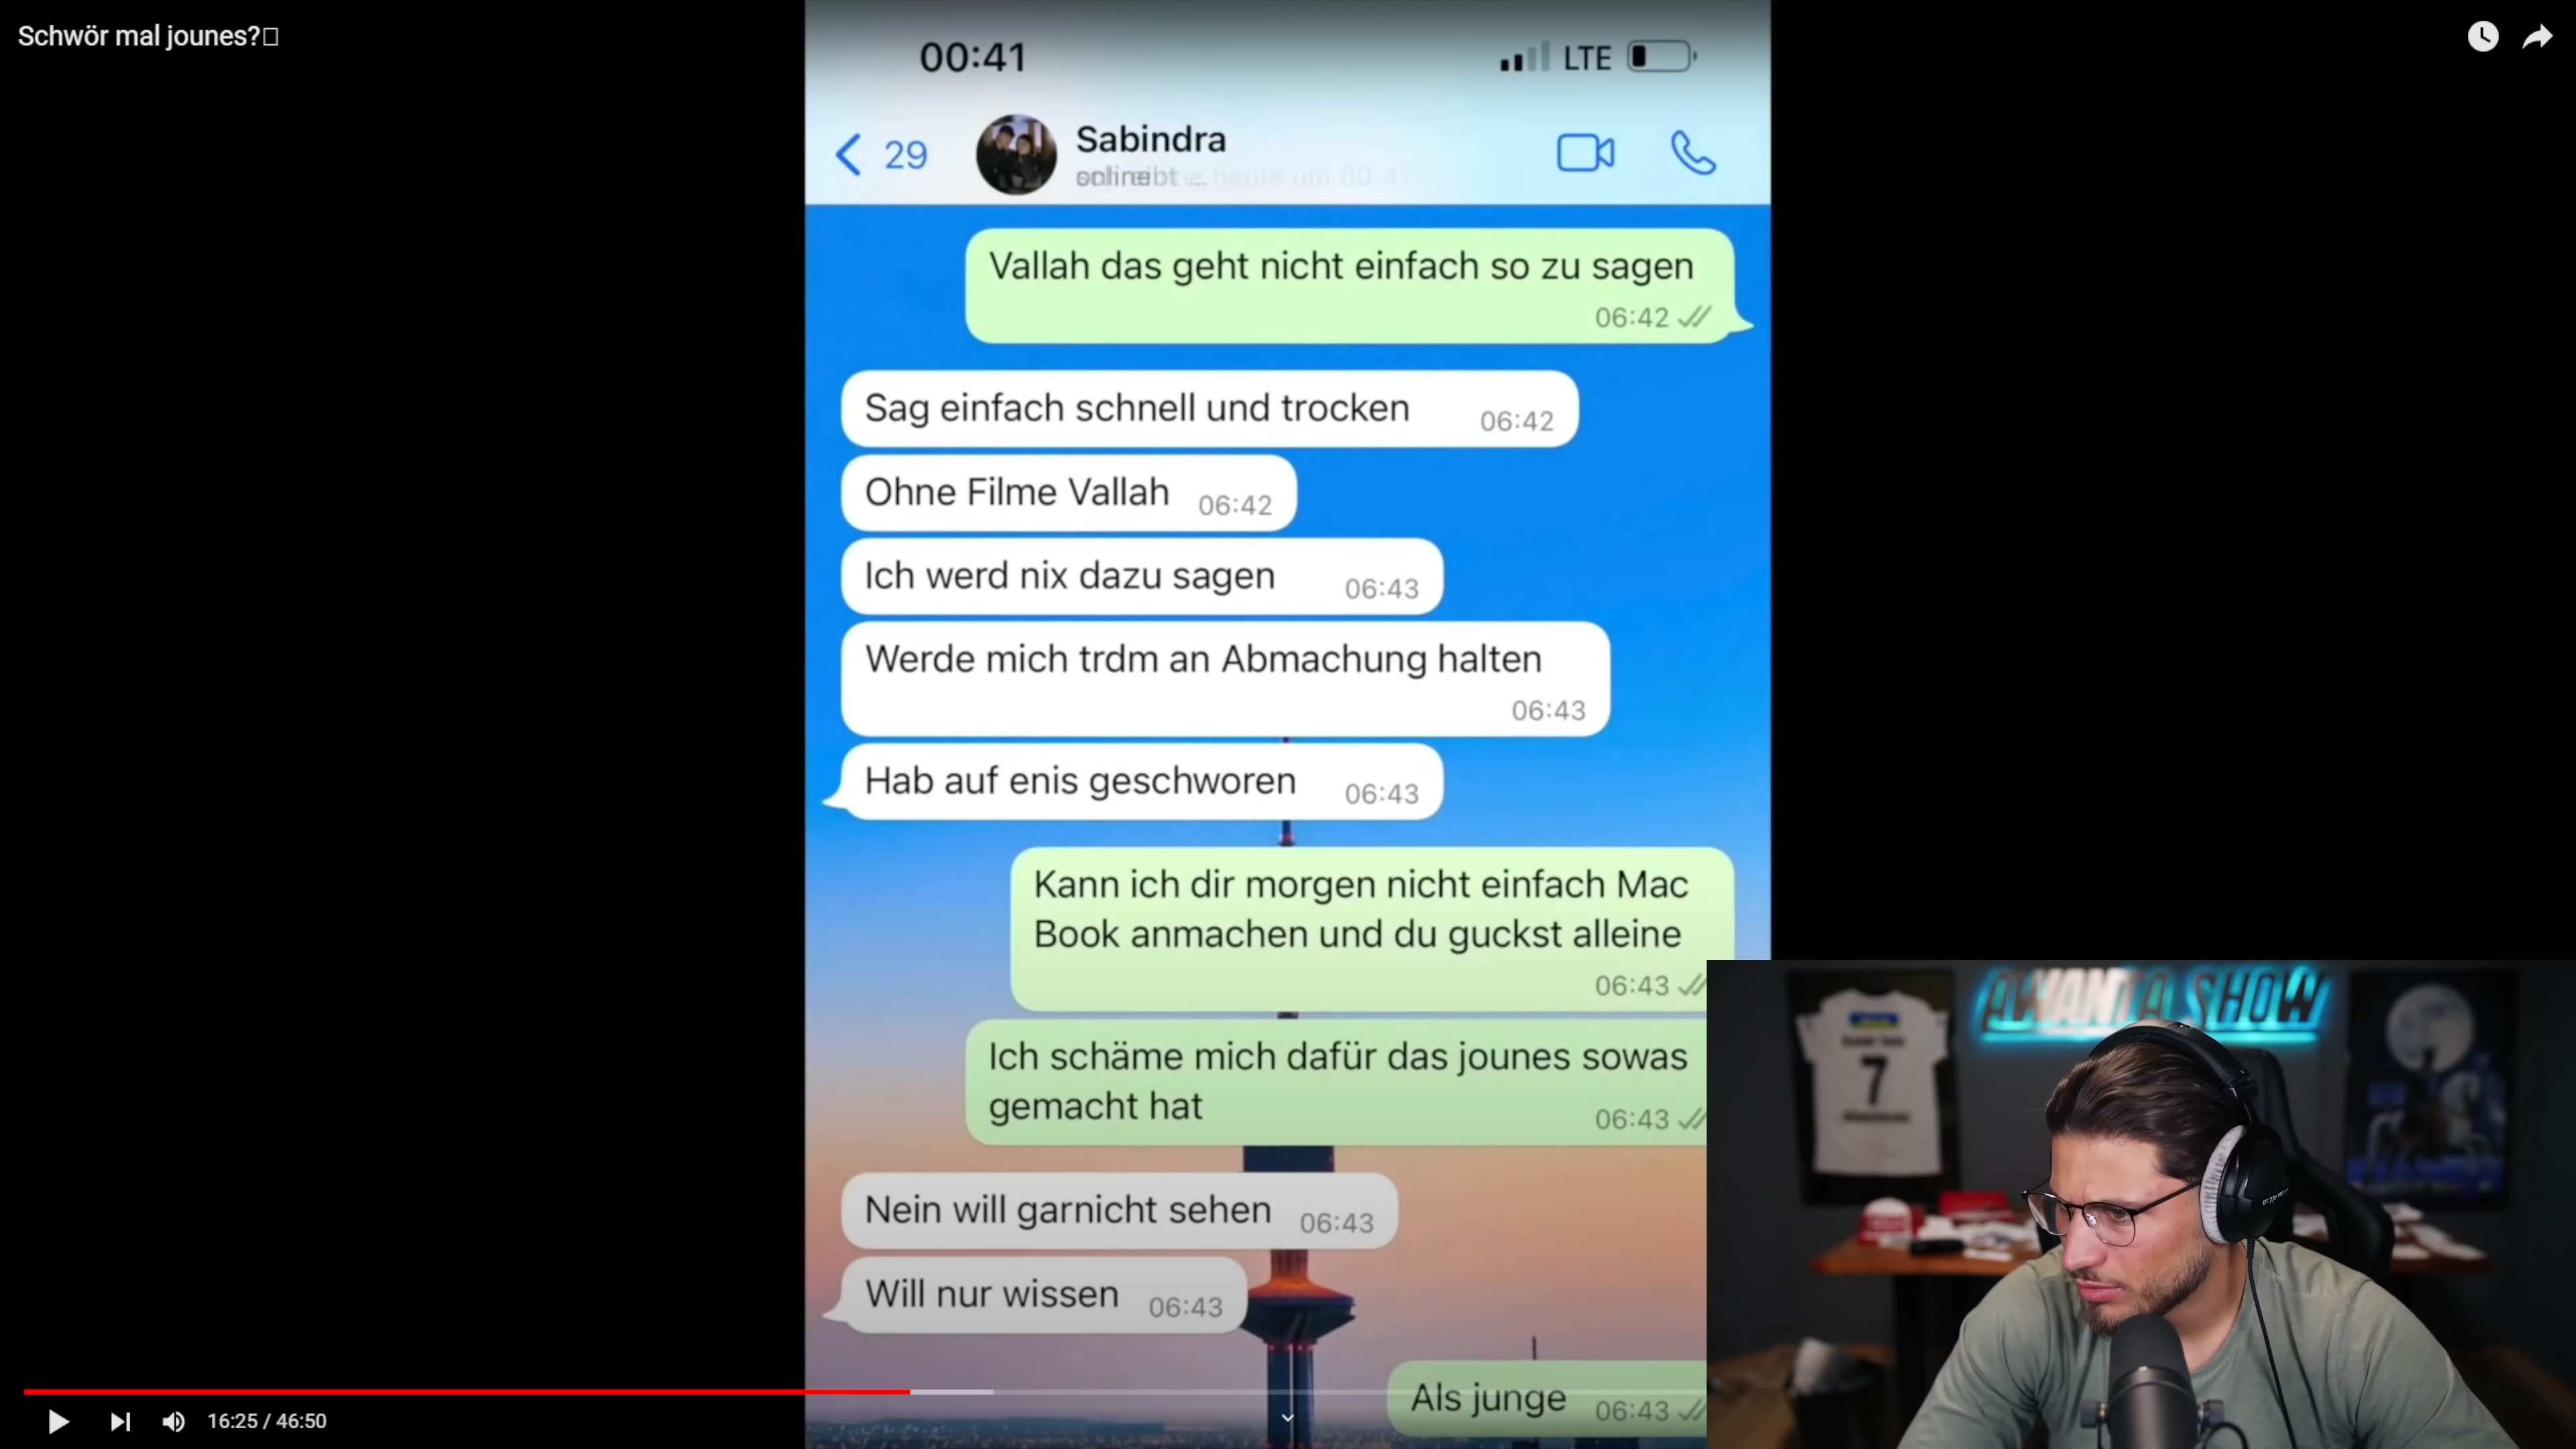 Schwör mal jounes?
00:41
LTE
29
Sabindra
Vallah das geht nicht einfach so zu sagen
06:42
Sag einfach schnell und trocken 06:42
Ohne Filme Vallah 06:42
Ich werd nix dazu sagen 06:43
Werde mich trdm an Abmachung halten
06:43
Hab auf enis geschworen 06:43
Kann ich dir morgen nicht einfach Mac
Book anmachen und du guckst alleine
06:43
Ich schäme mich dafür das jounes sowas
gemacht hat 06:43
Nein will garnicht sehen 06:43
Will nur wissen 06:43
Als junge 06:43
16:25 / 46:50
AWANTA SHOW
7